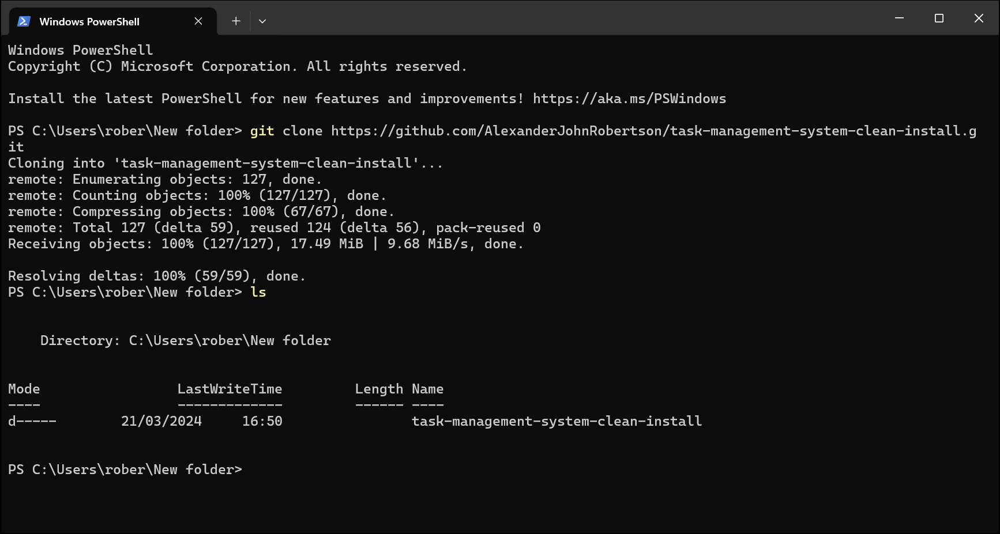 Windows PowerShell
Windows PowerShell
Copyright (C) Microsoft Corporation. All rights reserved.
Install the latest PowerShell for new features and improvements! https://aka.ms/PSWindows
PS C:\Users\rober\New folder> git clone https://github.com/AlexanderJohnRobertson/task-management-system-clean-install.g
it
Cloning into 'task-management-system-clean-install'...
remote: Enumerating objects: 127, done.
remote: Counting objects: 100% (127/127), done.
remote: Compressing objects: 100% (67/67), done.
remote: Total 127 (delta 59), reused 124 (delta 56), pack-reused 0
Receiving objects: 100% (127/127), 17.49 MiB | 9.68 MiB/s, done.
Resolving deltas: 100% (59/59), done.
PS C:\Users\rober\New folder> ls
Directory: C:\Users\rober\New folder
Mode                 LastWriteTime         Length Name
----                 -------------         ------ ----
d-----        21/03/2024     16:50                task-management-system-clean-install
PS C:\Users\rober\New folder>